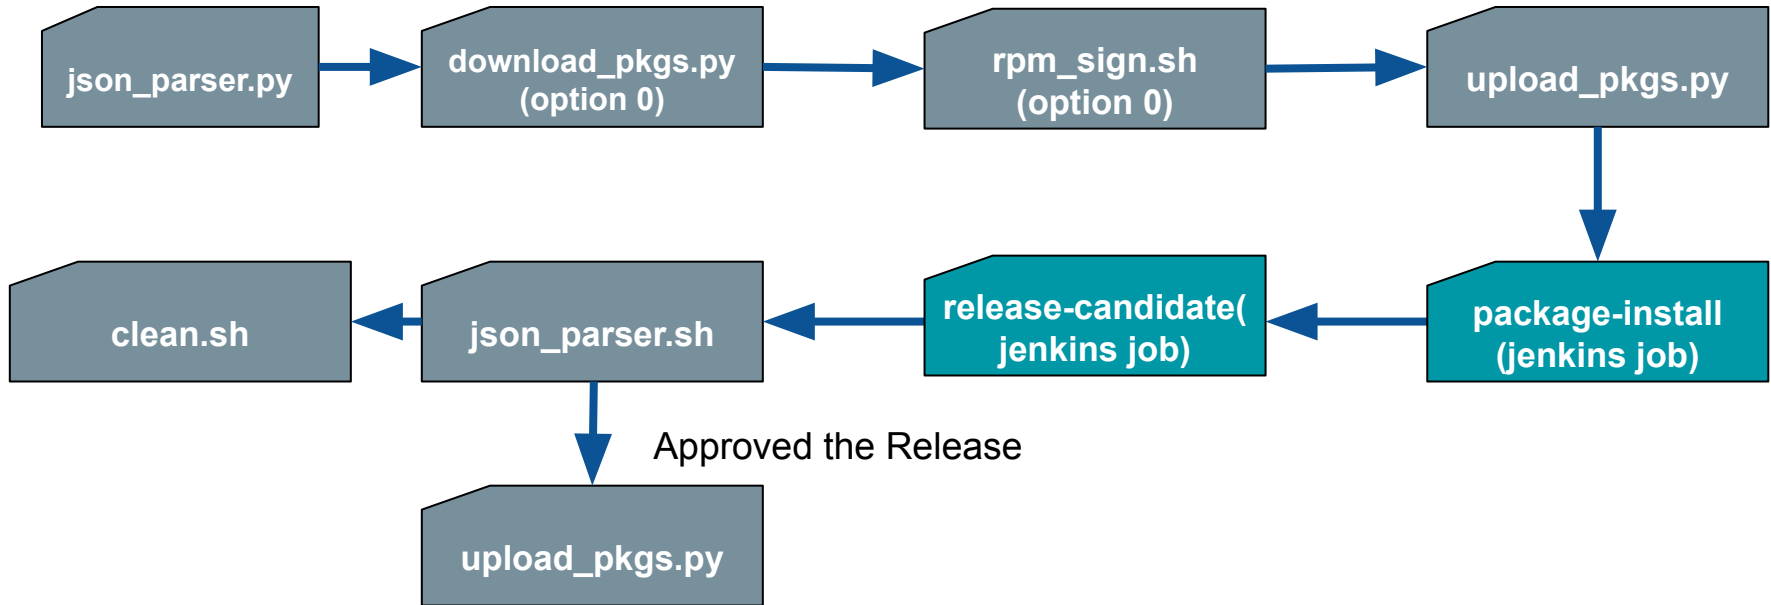 json_parser.py
download_pkgs.py
(option 0)
rpm_sign.sh
(option 0)
upload_pkgs.py
clean.sh
json_parser.sh
release-candidate(
jenkins job)
package-install
(jenkins job)
Approved the Release
upload_pkgs.py